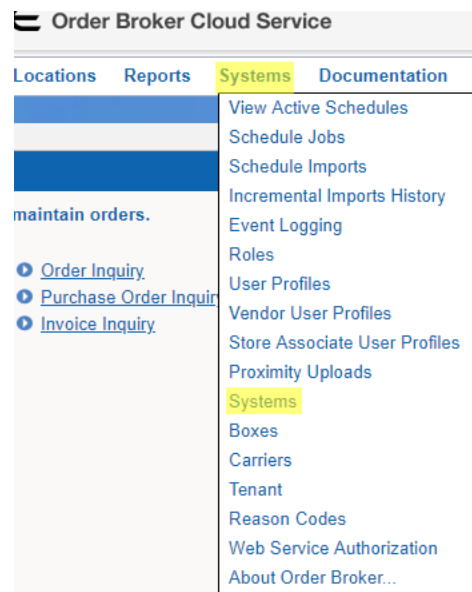 Order Broker Cloud Service
Locations Reports Systems Documentation
View Active Schedules
Schedule Jobs
Schedule Imports
Incremental Imports History
Event Logging
Roles
User Profiles
Vendor User Profiles
Store Associate User Profiles
Proximity Uploads
Systems
Boxes
Carriers
Tenant
Reason Codes
Web Service Authorization
About Order Broker...
maintain orders.
Order Inquiry
Purchase Order Inquiry
Invoice Inquiry